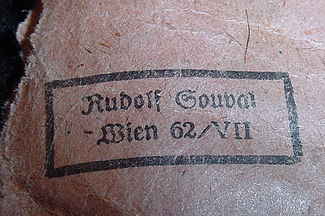 Rudolf Souval
-Wien 62/VII